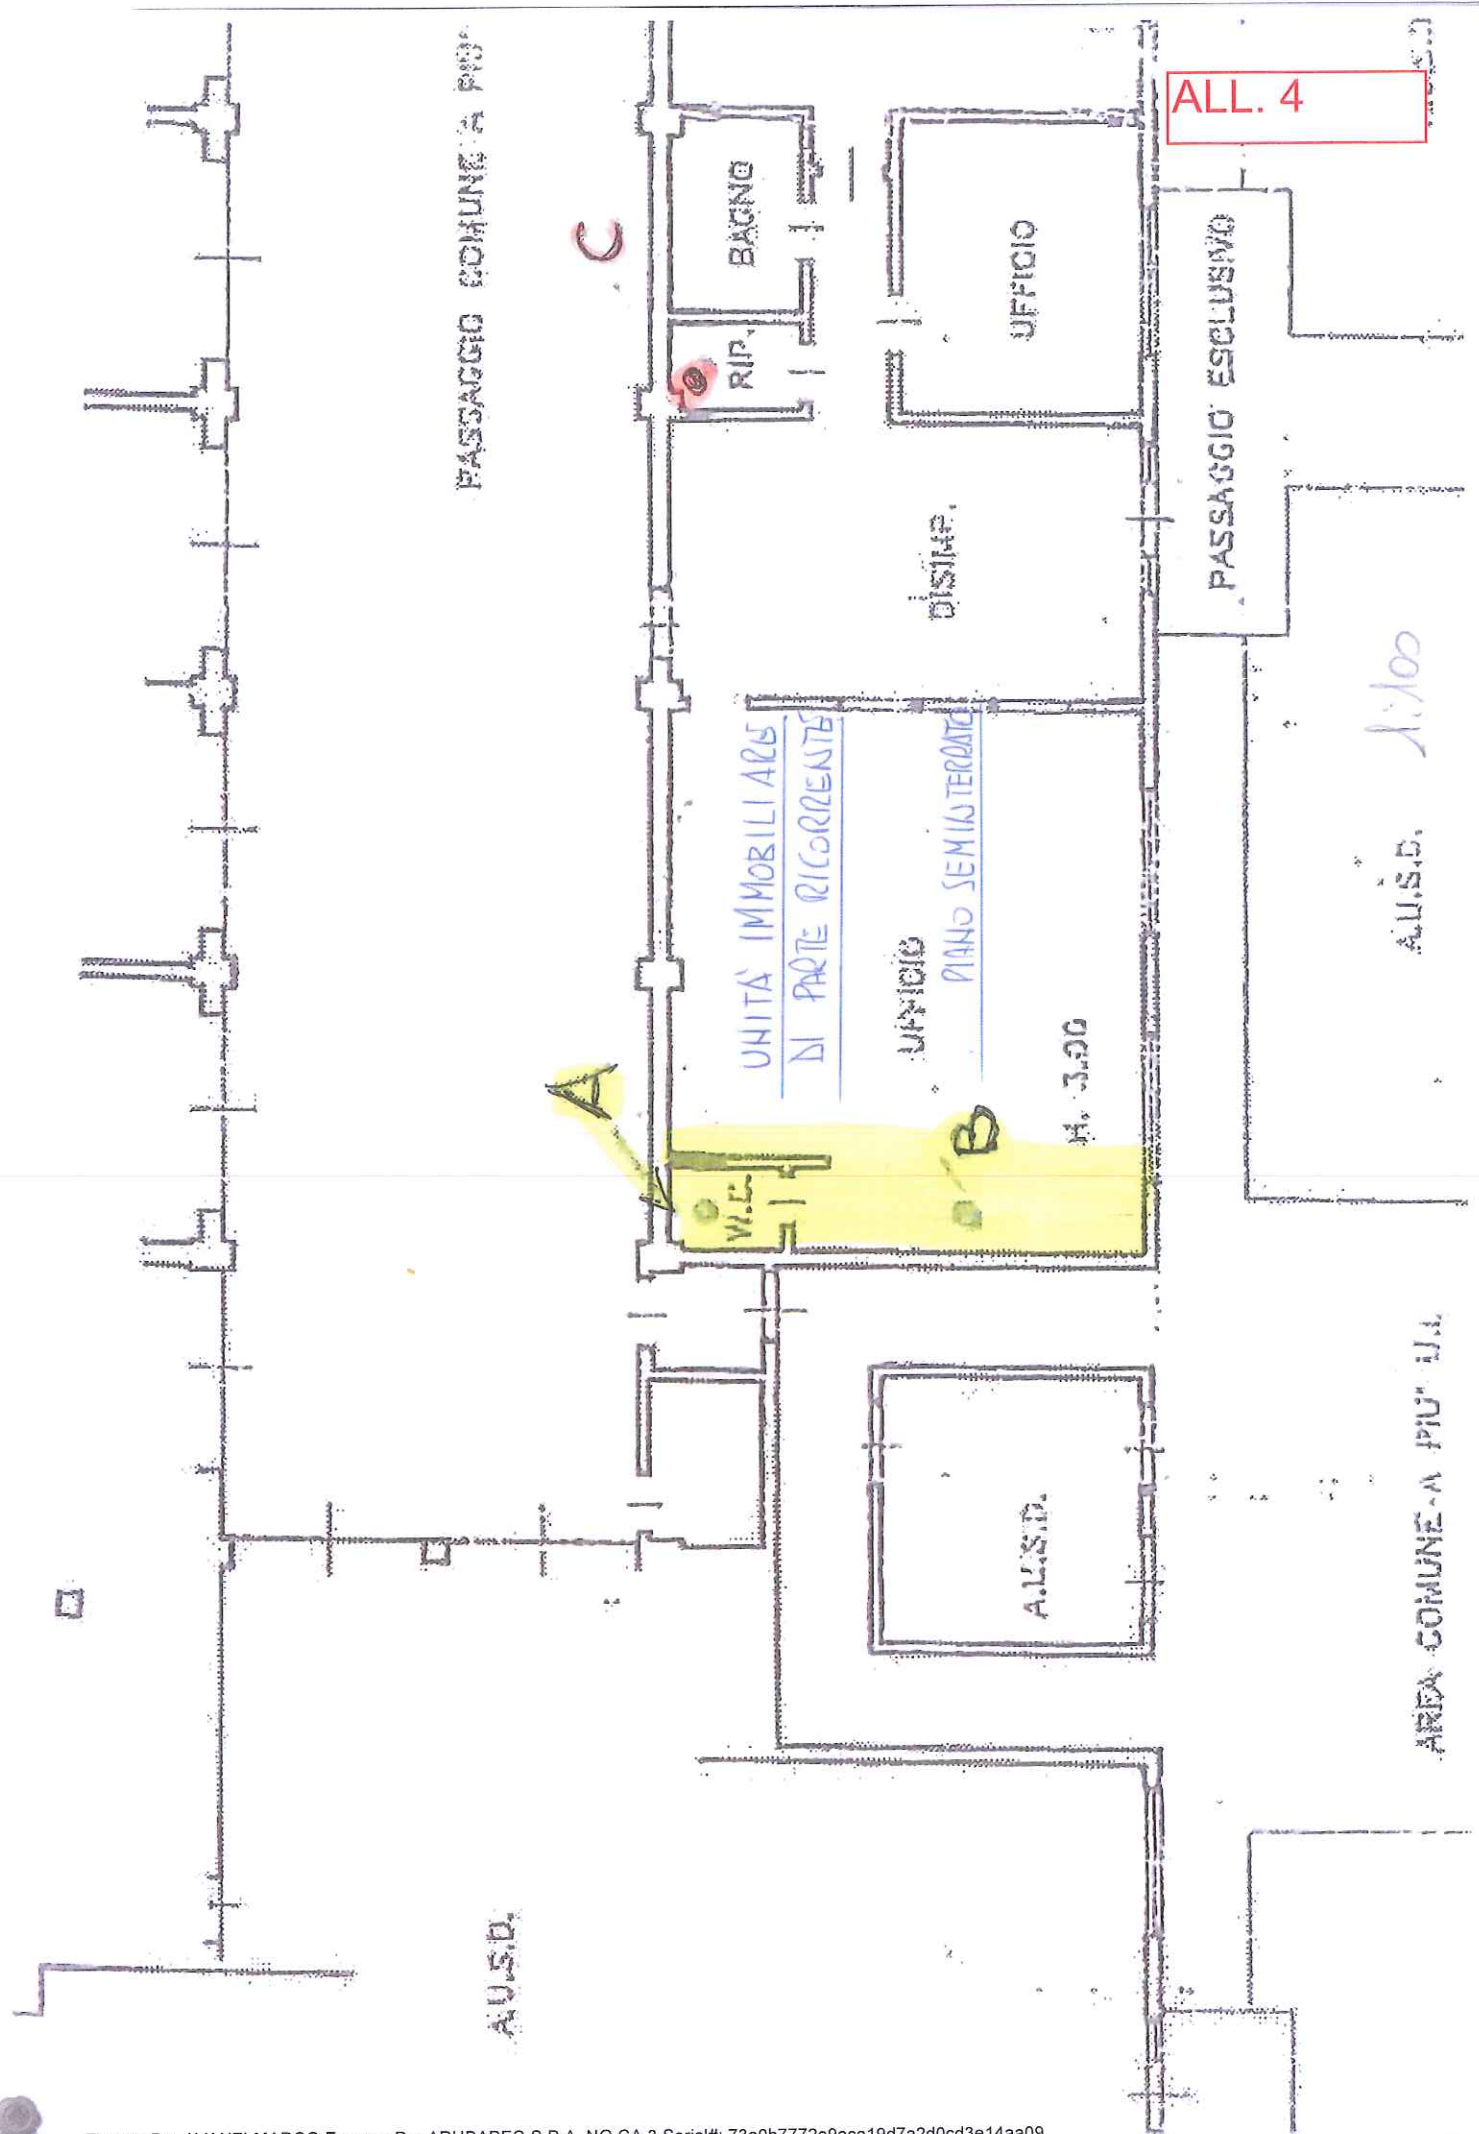 ALL. 4
PASSAGGIO COMUNE A PIU'
C
BAGNO
RIP.
UFFICIO
PASSAGGIO ESCLUSIVO
DISIMP.
UNITÀ IMMOBILIARE
DI PARTE RICORRENTE
UFFICIO
PIANO SEMINTERRATO
H. 3.00
A
W.C.
B
1:100
A.U.S.D.
A.U.S.D.
AREA COMUNE A PIU' U.I.
A.U.S.D.